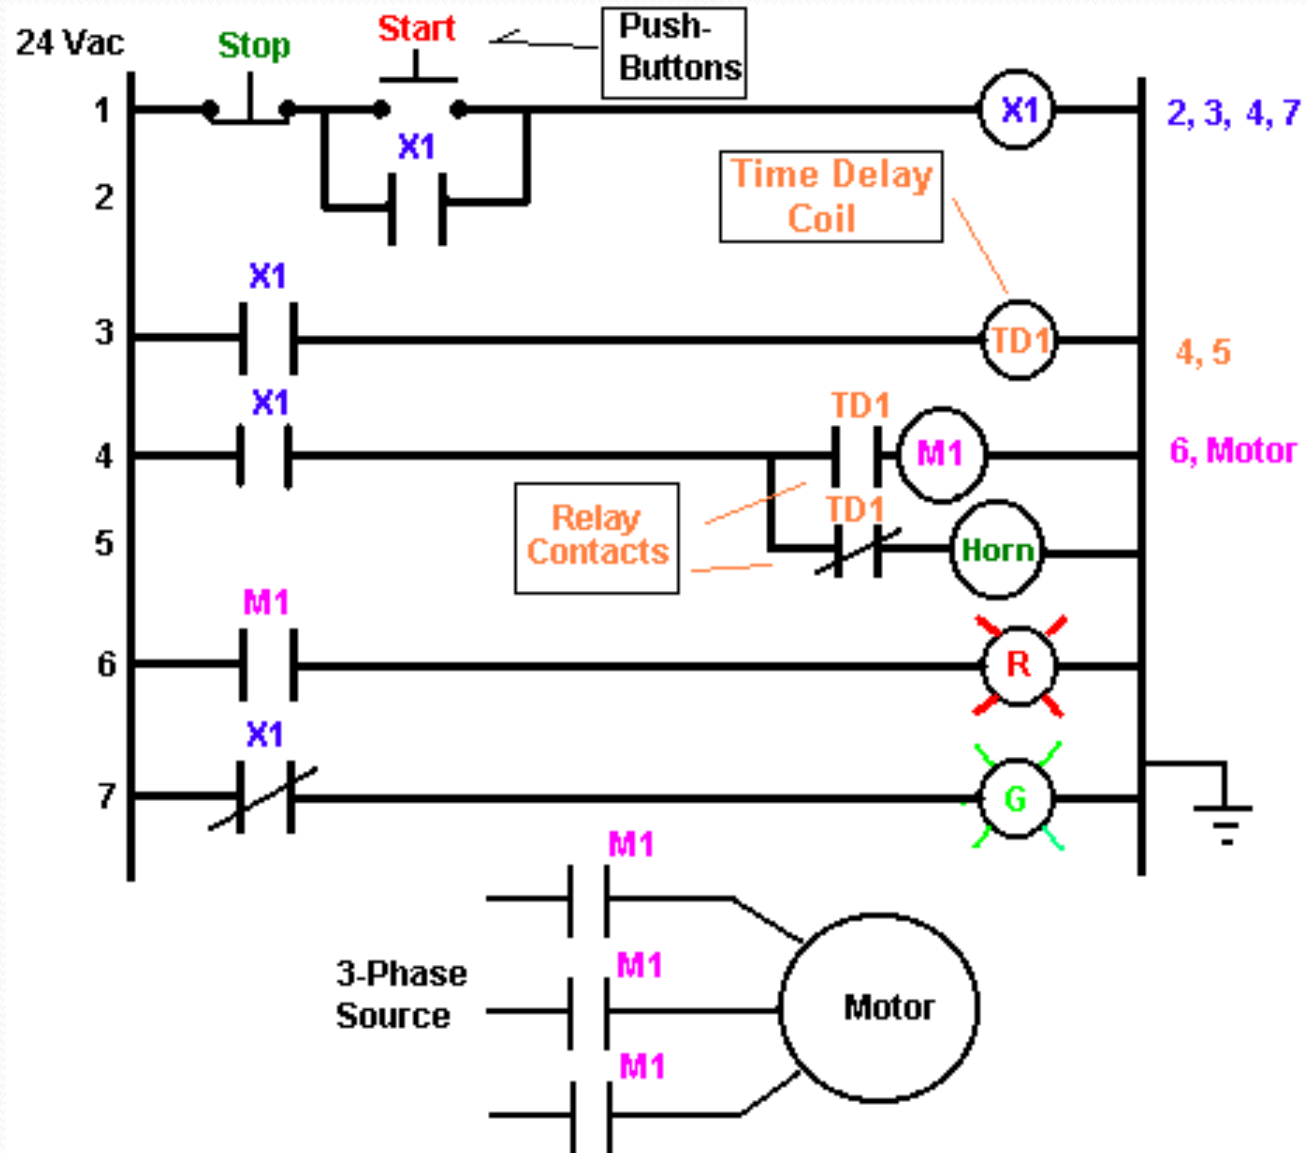 24 Vac
Stop
Start
Push-
Buttons
1
X1
2, 3, 4, 7
X1
2
Time Delay
Coil
X1
3
TD1
4, 5
X1
4
TD1
M1
6, Motor
Relay
Contacts
TD1
5
Horn
M1
6
R
X1
7
G
M1
3-Phase
Source
M1
Motor
M1